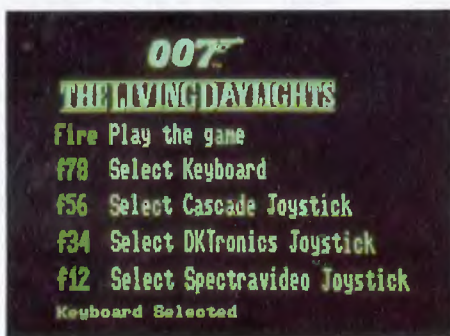 007
THE LIVING DAYLIGHTS
Fire Play the game
f78 Select Keyboard
f56 Select Cascade Joystick
f34 Select DKTronics Joystick
f12 Select Spectravideo Joystick
Keyboard Selected